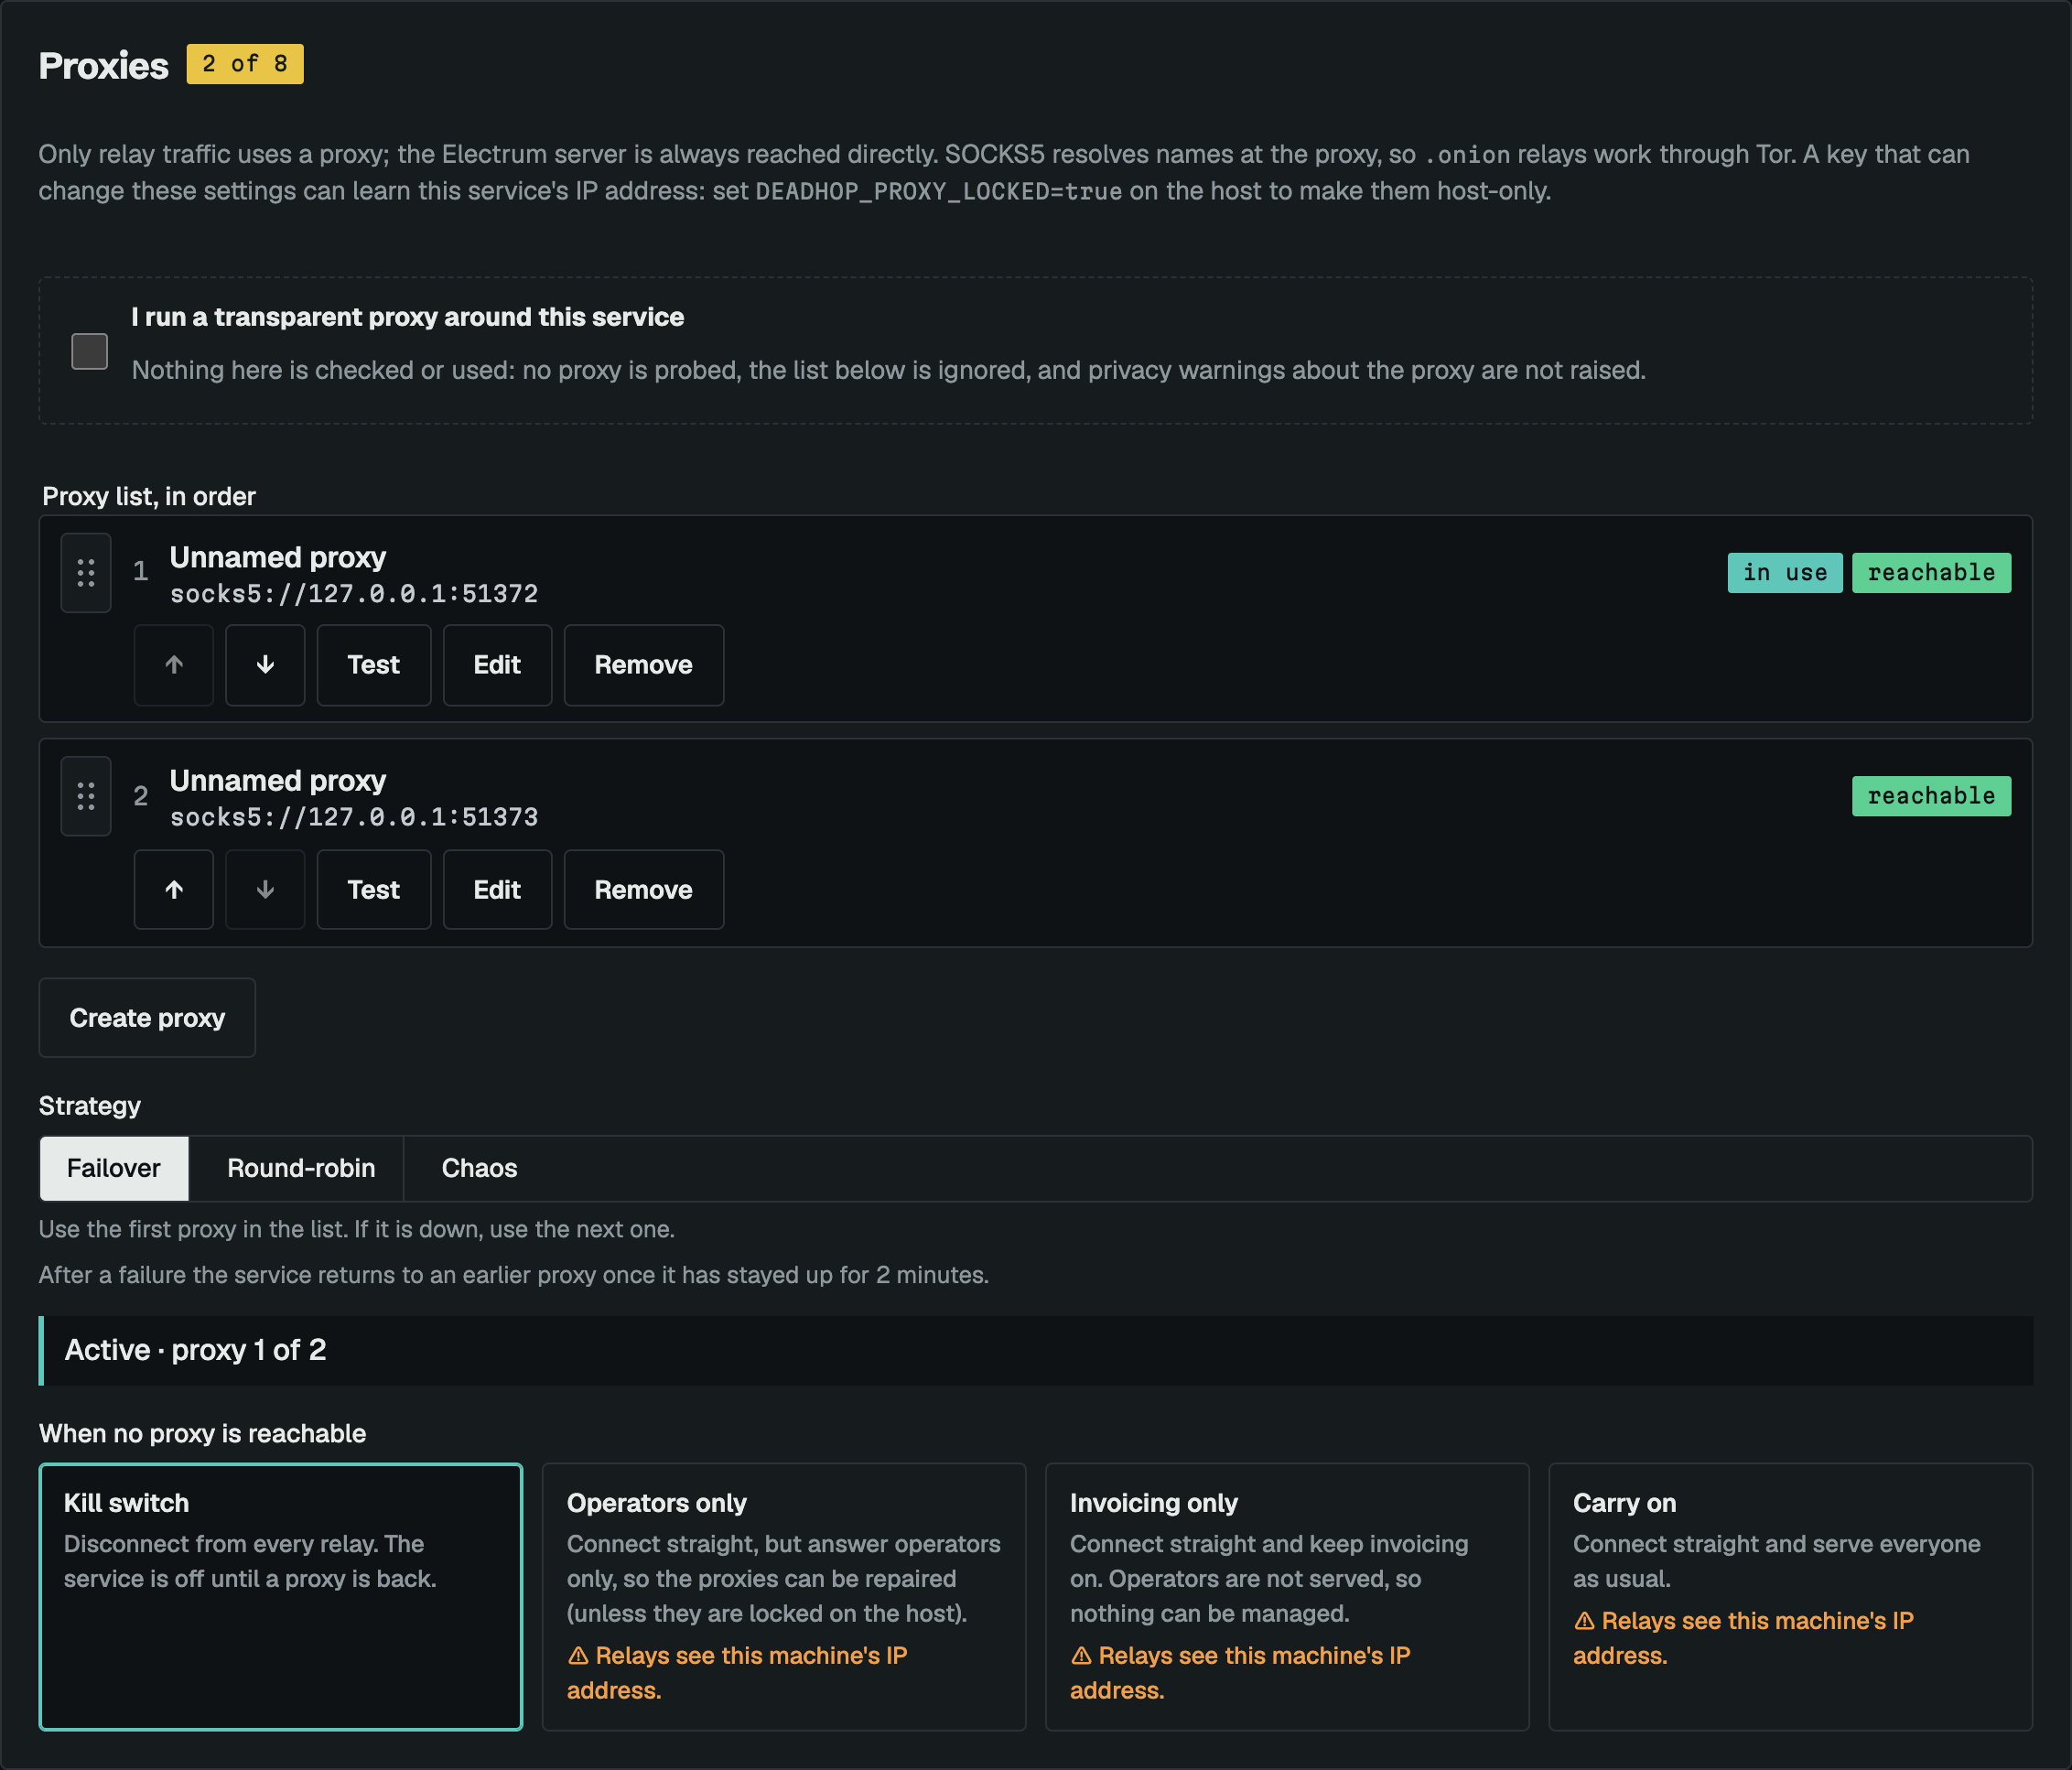 Proxies 2 of 8
Only relay traffic uses a proxy; the Electrum server is always reached directly. SOCKS5 resolves names at the proxy, so .onion relays work through Tor. A key that can
change these settings can learn this service's IP address: set DEADHOP_PROXY_LOCKED=true on the host to make them host-only.
I run a transparent proxy around this service
Nothing here is checked or used: no proxy is probed, the list below is ignored, and privacy warnings about the proxy are not raised.
Proxy list, in order
1 Unnamed proxy
socks5://127.0.0.1:51372
in use reachable
↑ ↓ Test Edit Remove
2 Unnamed proxy
socks5://127.0.0.1:51373
reachable
↑ ↓ Test Edit Remove
Create proxy
Strategy
Failover Round-robin Chaos
Use the first proxy in the list. If it is down, use the next one.
After a failure the service returns to an earlier proxy once it has stayed up for 2 minutes.
Active · proxy 1 of 2
When no proxy is reachable
Kill switch
Disconnect from every relay. The
service is off until a proxy is back.
Operators only
Connect straight, but answer operators
only, so the proxies can be repaired
(unless they are locked on the host).
⚠ Relays see this machine's IP
address.
Invoicing only
Connect straight and keep invoicing
on. Operators are not served, so
nothing can be managed.
⚠ Relays see this machine's IP
address.
Carry on
Connect straight and serve everyone
as usual.
⚠ Relays see this machine's IP
address.